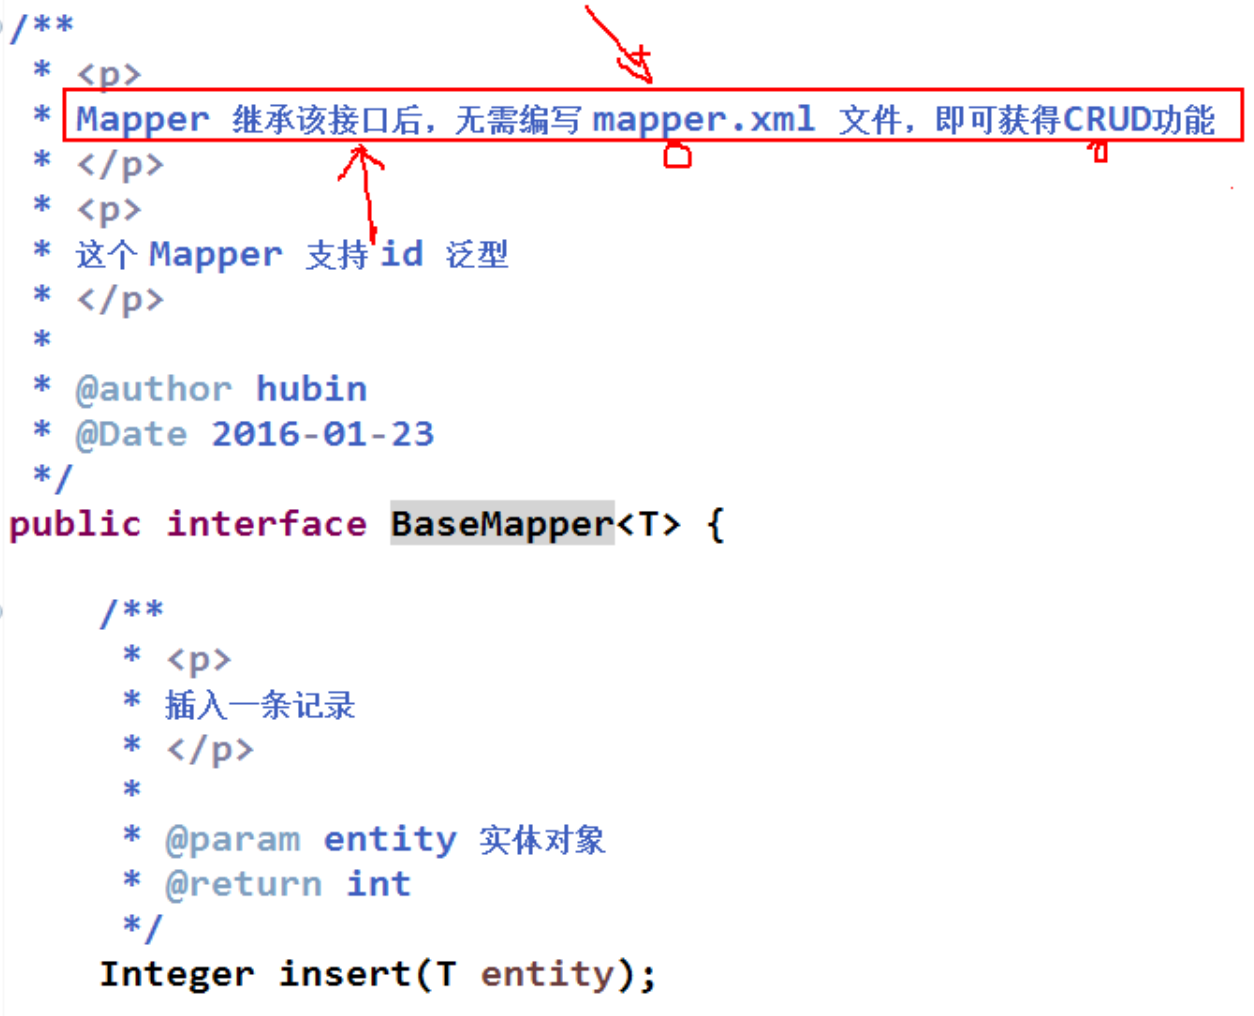 /**
 * <p>
 * Mapper 继承该接口后，无需编写 mapper.xml 文件，即可获得CRUD功能
 * </p>
 * <p>
 * 这个 Mapper 支持 id 泛型
 * </p>
 *
 * @author hubin
 * @Date 2016-01-23
 */
public interface BaseMapper<T> {
/**
 * <p>
 * 插入一条记录
 * </p>
 *
 * @param entity 实体对象
 * @return int
 */
Integer insert(T entity);